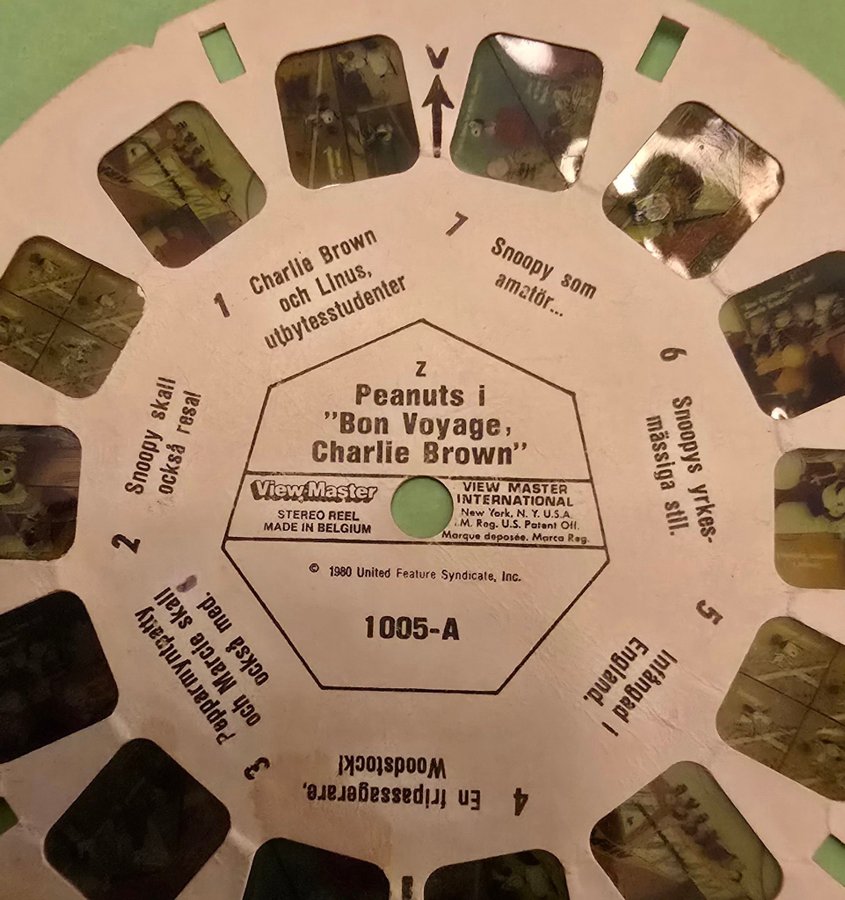 V
1 Charlie Brown
och Linus,
utbytesstudenter
2 Snoopy skall
också resa!
3 Pepparmyntpatty
och Marcie skall
också med.
4 En fripassagerare,
Woodstock!
5 Infångad i
England.
6 Snoopys yrkes-
mässiga stil.
7 Snoopy som
amatör...
Z
Peanuts i
"Bon Voyage,
Charlie Brown"
View-Master
STEREO REEL
MADE IN BELGIUM
VIEW MASTER
INTERNATIONAL
New York, N. Y. U.S.A.
.M. Reg. U.S. Patent Off.
Marque deposée. Marca Reg.
© 1980 United Feature Syndicate, Inc.
1005-A